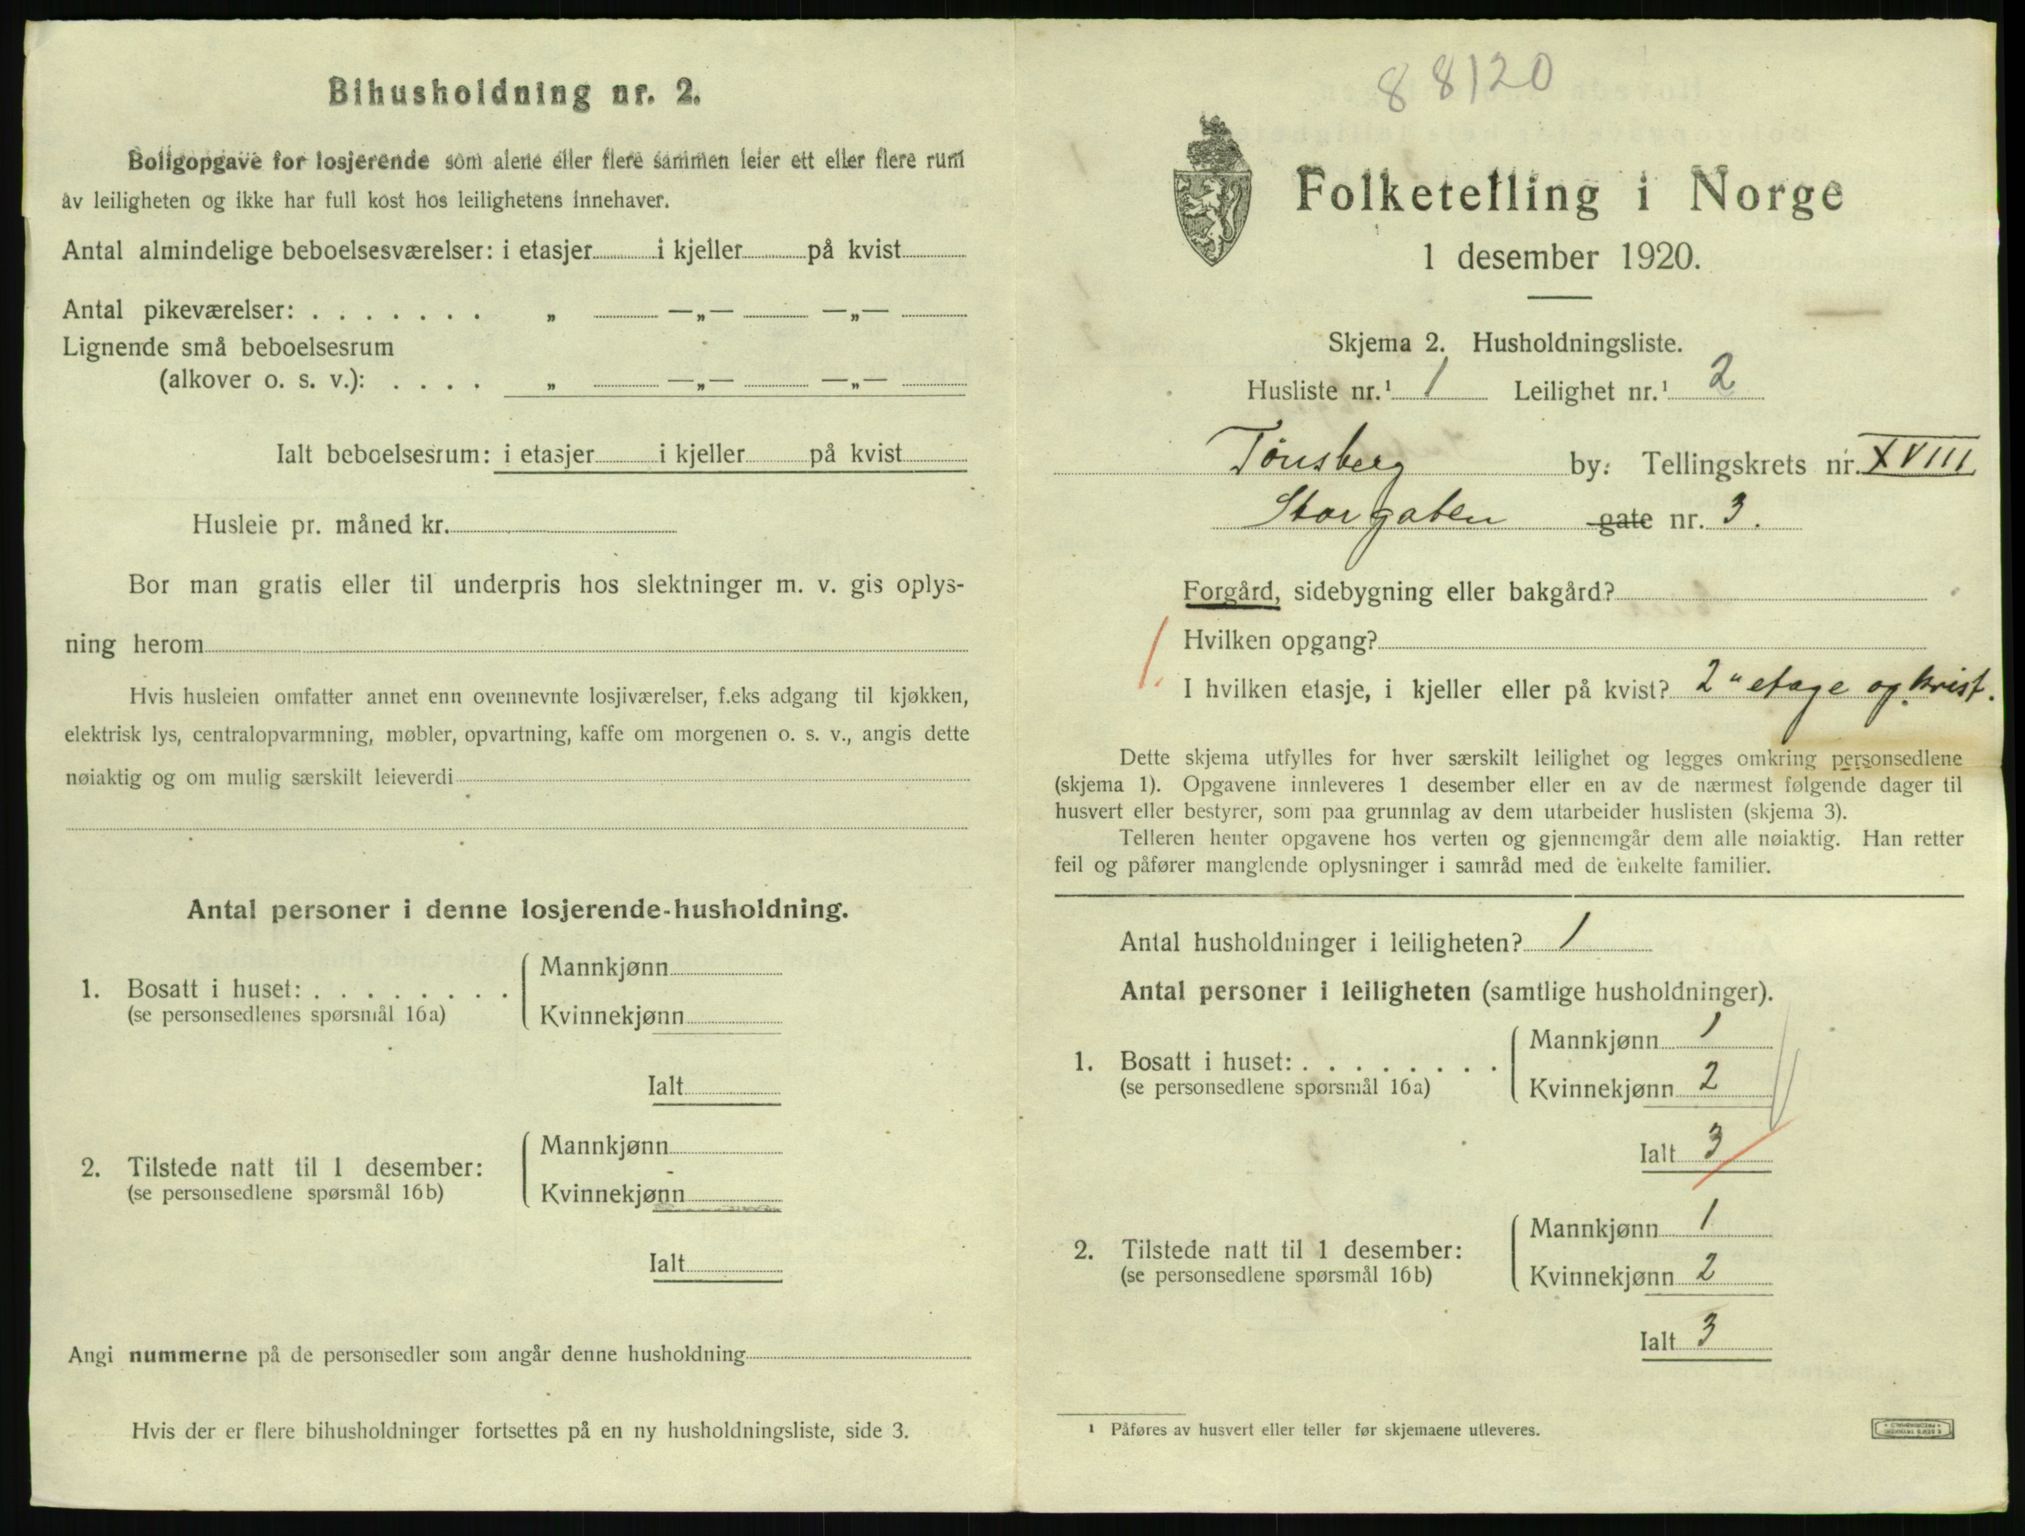 Bihusholdning nr. 2.
Boligopgave for losjerende som alene eller flere sammen leier ett eller flere rum
av leiligheten og ikke har full kost hos leilighetens innehaver.
Antal almindelige beboelsesværelser: i etasjer i kjeller på kvist
Antal pikeværelser: . . . . . . . „ —„— —„—
Lignende små beboelsesrum
(alkover o. s. v.): . . . . „ —„— —„—
Ialt beboelsesrum: i etasjer i kjeller på kvist
Husleie pr. måned kr.
Bor man gratis eller til underpris hos slektninger m. v. gis oplys-
ning herom
Hvis husleien omfatter annet enn ovennevnte losjiværelser, f.eks adgang til kjøkken,
elektrisk lys, centralopvarmning, møbler, opvartning, kaffe om morgenen o. s. v., angis dette
nøiaktig og om mulig særskilt leieverdi
Antal personer i denne losjerende-husholdning.
Mannkjønn
1. Bosatt i huset: . . . . . . . .
(se personsedlenes spørsmål 16a)
Kvinnekjønn
Ialt
Mannkjønn
2. Tilstede natt til 1 desember:
(se personsedlene spørsmål 16b)
Kvinnekjønn
Ialt
Angi nummerne på de personsedler som angår denne husholdning
Hvis der er flere bihusholdninger fortsettes på en ny husholdningsliste, side 3.
88120
Folketelling i Norge
1 desember 1920.
Skjema 2. Husholdningsliste.
Husliste nr.¹ 1 Leilighet nr.¹ 2
Tønsberg by. Tellingskrets nr. XVIII
Storgaten gate nr. 3.
Forgård, sidebygning eller bakgård?
Hvilken opgang?
1.
I hvilken etasje, i kjeller eller på kvist? 2" etage og kvist.
Dette skjema utfylles for hver særskilt leilighet og legges omkring personsedlene
(skjema 1). Opgavene innleveres 1 desember eller en av de nærmest følgende dager til
husvert eller bestyrer, som paa grunnlag av dem utarbeider huslisten (skjema 3).
Telleren henter opgavene hos verten og gjennemgår dem alle nøiaktig. Han retter
feil og påfører manglende oplysninger i samråd med de enkelte familier.
Antal husholdninger i leiligheten? 1
Antal personer i leiligheten (samtlige husholdninger).
Mannkjønn 1
1. Bosatt i huset: . . . . . . . .
(se personsedlene spørsmål 16a)
Kvinnekjønn 2
Ialt 3
Mannkjønn 1
2. Tilstede natt til 1 desember:
(se personsedlene spørsmål 16b)
Kvinnekjønn 2
Ialt 3
¹ Påføres av husvert eller teller før skjemaene utleveres.